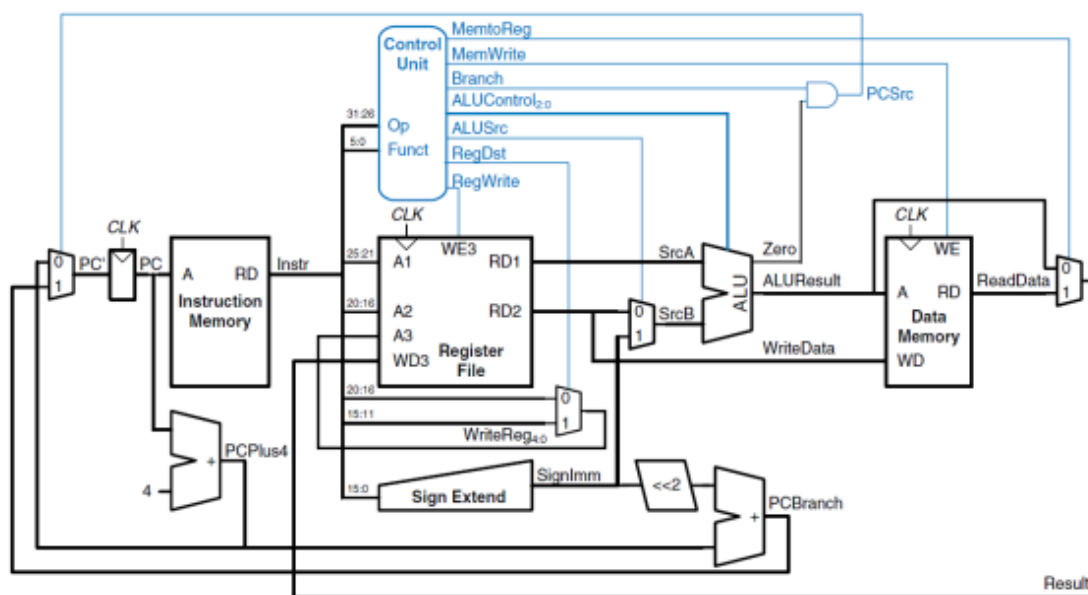 MemtoReg
Control
Unit
MemWrite
Branch
ALUControl2:0
PCSrc
31:26
Op
ALUSrc
5:0
Funct
RegDst
RegWrite
CLK
CLK
CLK
WE3
WE
0
1
PC'
PC
A
RD
Instr
Instruction
Memory
25:21
A1
RD1
SrcA
Zero
20:16
A2
RD2
0
1
SrcB
ALU
ALUResult
A
RD
ReadData
0
1
Data
Memory
A3
WD3
Register
File
WriteData
WD
20:16
0
15:11
1
WriteReg4:0
PCPlus4
+
4
15:0
Sign Extend
SignImm
<<2
PCBranch
+
Result